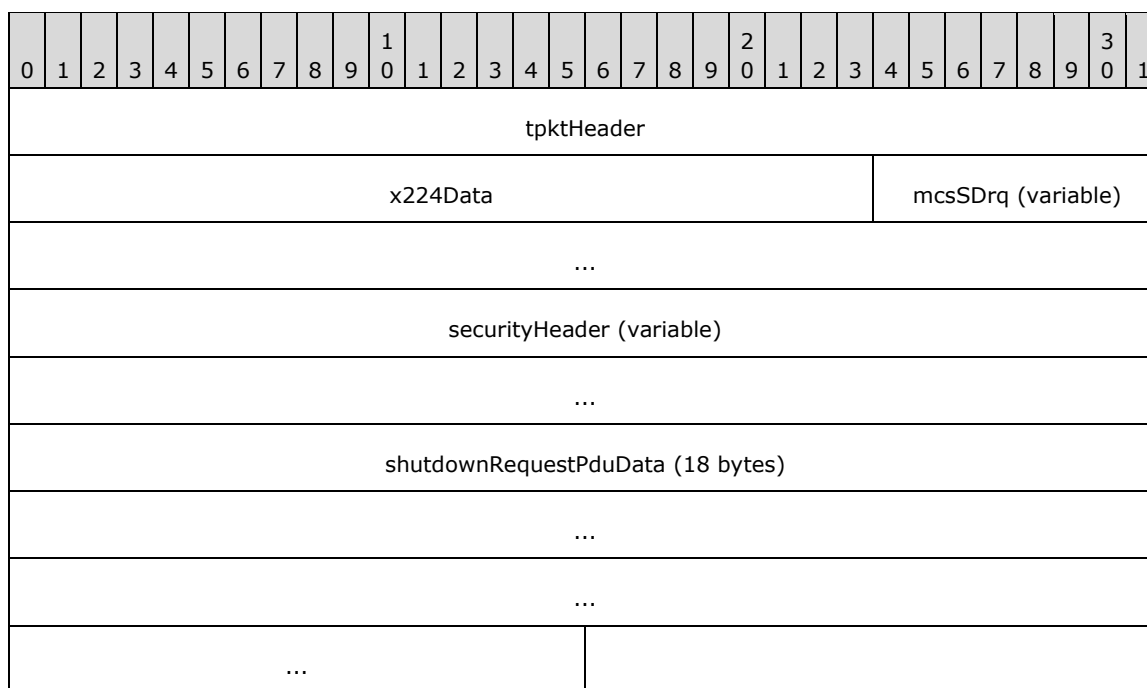 1 2 3
0 1 2 3 4 5 6 7 8 9 0 1 2 3 4 5 6 7 8 9 0 1 2 3 4 5 6 7 8 9 0 1
tpktHeader
x224Data mcsSDrq (variable)
...
securityHeader (variable)
...
shutdownRequestPduData (18 bytes)
...
...
...